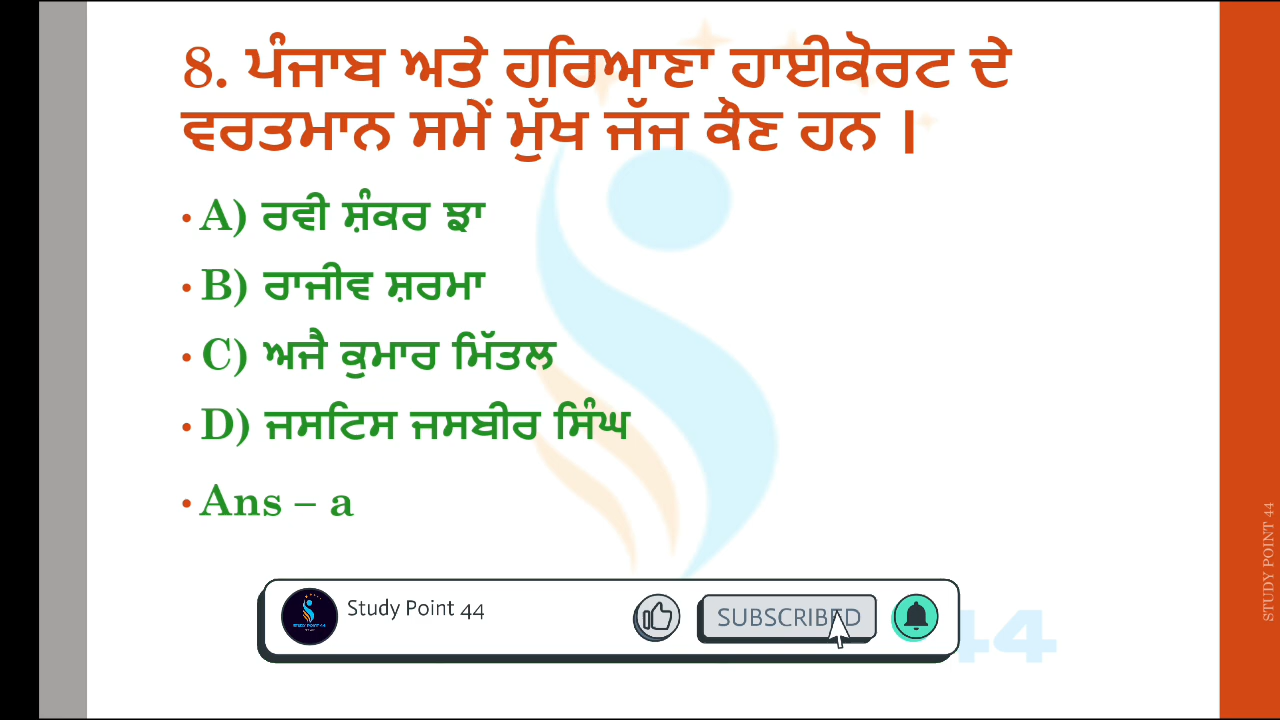 8. ਪੰਜਾਬ ਅਤੇ ਹਰਿਆਣਾ ਹਾਈਕੋਰਟ ਦੇ
ਵਰਤਮਾਨ ਸਮੇਂ ਮੁੱਖ ਜੱਜ ਕੌਣ ਹਨ ।
• A) ਰਵੀ ਸ਼ੰਕਰ ਝਾ
• B) ਰਾਜੀਵ ਸ਼ਰਮਾ
• C) ਅਜੈ ਕੁਮਾਰ ਮਿੱਤਲ
• D) ਜਸਟਿਸ ਜਸਬੀਰ ਸਿੰਘ
• Ans – a
STUDY POINT 44
Study Point 44
SUBSCRIBED
44